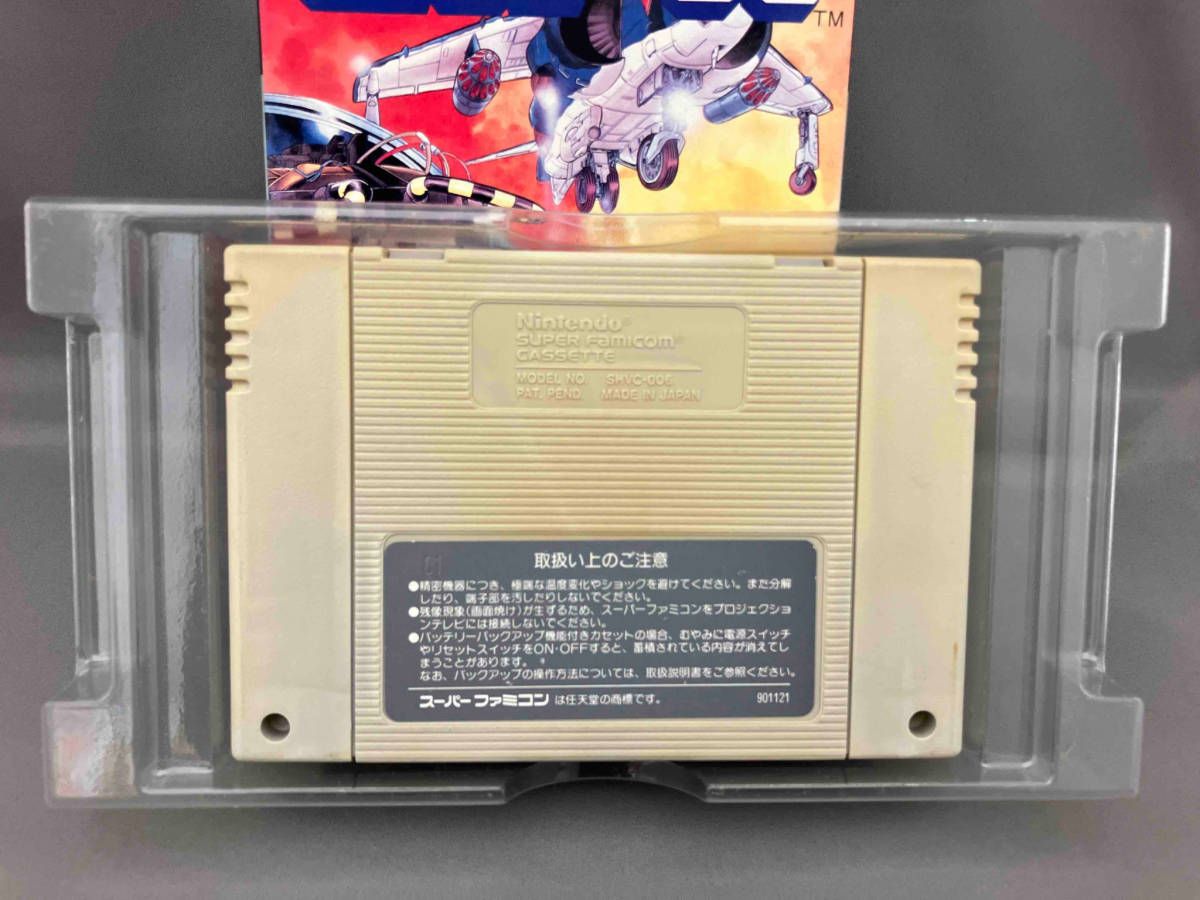 TM
Nintendo®
SUPER Famicom®
CASSETTE
MODEL NO. SHVC-006
PAT. PEND. MADE IN JAPAN
取扱い上のご注意
●精密機器につき、極端な温度変化やショックを避けてください。また分解
したり、端子部を汚したりしないでください。
●残像現象(画面焼け)が生ずるため、スーパーファミコンをプロジェクショ
ンテレビには接続しないでください。
●バッテリーバックアップ機能付きカセットの場合、むやみに電源スイッチ
やリセットスイッチをON・OFFすると、蓄積されている内容が消えてし
まうことがあります。
なお、バックアップの操作方法については、取扱説明書をご参照ください。
スーパーファミコン は任天堂の商標です。 901121